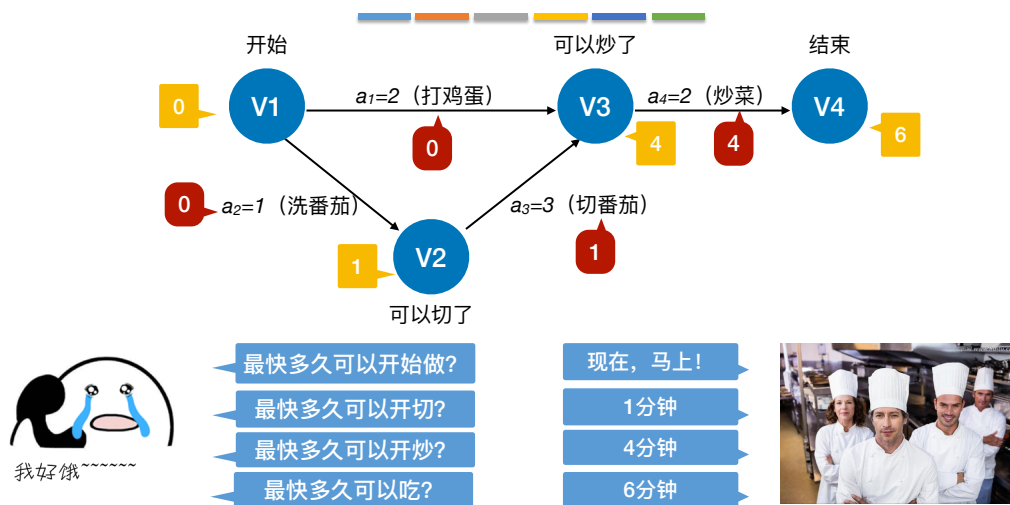 开始
可以炒了
结束
0
V1
a₁=2（打鸡蛋）
V3
a₄=2（炒菜）
V4
0
4
4
6
0
a₂=1（洗番茄）
a₃=3（切番茄）
1
V2
1
可以切了
最快多久可以开始做?
现在，马上!
最快多久可以开切?
1分钟
最快多久可以开炒?
4分钟
我好饿~~~~~~
最快多久可以吃?
6分钟